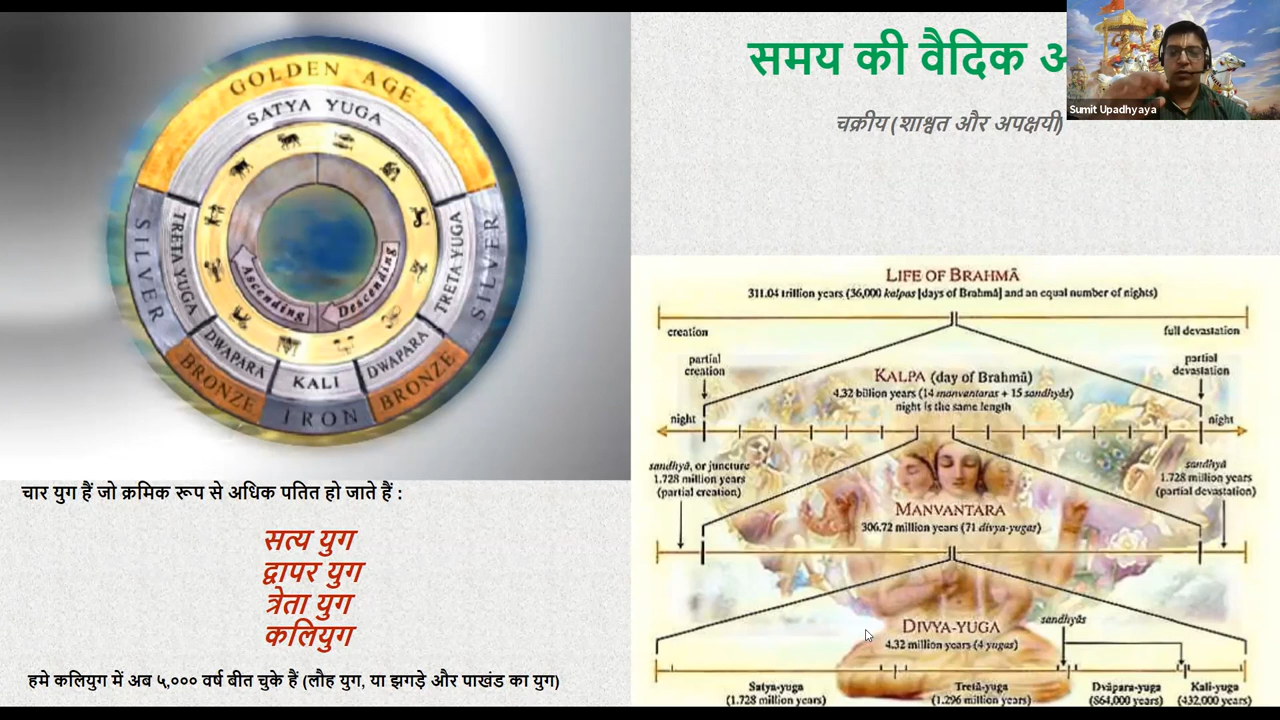 GOLDEN AGE
SATYA YUGA
SILVER
TRETA YUGA
TRETA YUGA
SILVER
Ascending
Descending
BRONZE
DWAPARA
KALI
DWAPARA
BRONZE
IRON
चार युग हैं जो क्रमिक रूप से अधिक पतित हो जाते हैं :
सत्य युग
द्वापर युग
त्रेता युग
कलियुग
हमे कलियुग में अब ५,००० वर्ष बीत चुके हैं (लौह युग, या झगड़े और पाखंड का युग)
समय की वैदिक
चक्रीय (शाश्वत और अपक्षयी)
Sumit Upadhyaya
LIFE OF BRAHMĀ
311.04 trillion years (36,000 kalpas [days of Brahmā] and an equal number of nights)
creation
full devastation
partial
creation
partial
devastation
KALPA (day of Brahmā)
4.32 billion years (14 manvantaras + 15 sandhyās)
night is the same length
night
night
sandhyā, or juncture
1.728 million years
(partial creation)
sandhyā
1.728 million years
(partial devastation)
MANVANTARA
306.72 million years (71 divya-yugas)
DIVYA-YUGA
4.32 million years (4 yugas)
sandhyās
Satya-yuga
(1.728 million years)
Tretā-yuga
(1.296 million years)
Dvāpara-yuga
(864,000 years)
Kali-yuga
(432,000 years)